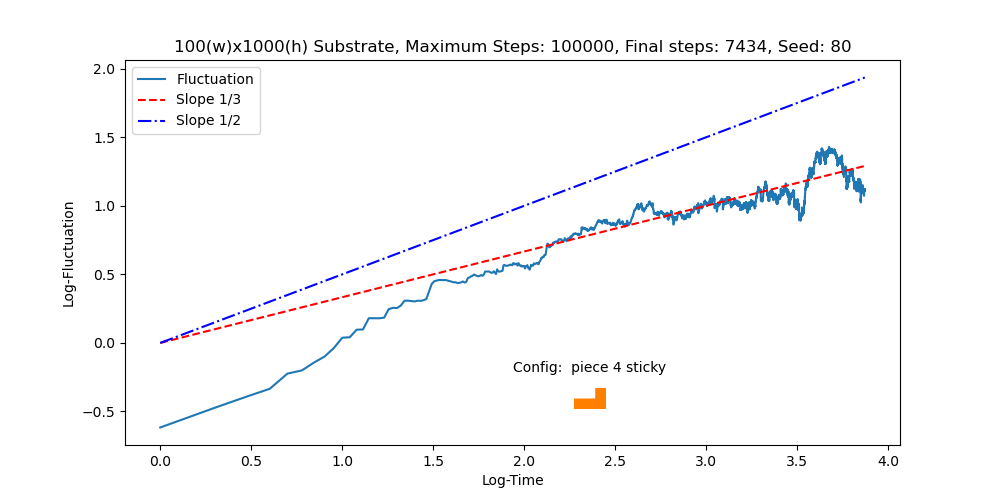 100(w)x1000(h) Substrate, Maximum Steps: 100000, Final steps: 7434, Seed: 80
Fluctuation
Slope 1/3
Slope 1/2
2.0
1.5
1.0
0.5
0.0
−0.5
Log-Fluctuation
Config:  piece 4 sticky
0.0
0.5
1.0
1.5
2.0
2.5
3.0
3.5
4.0
Log-Time